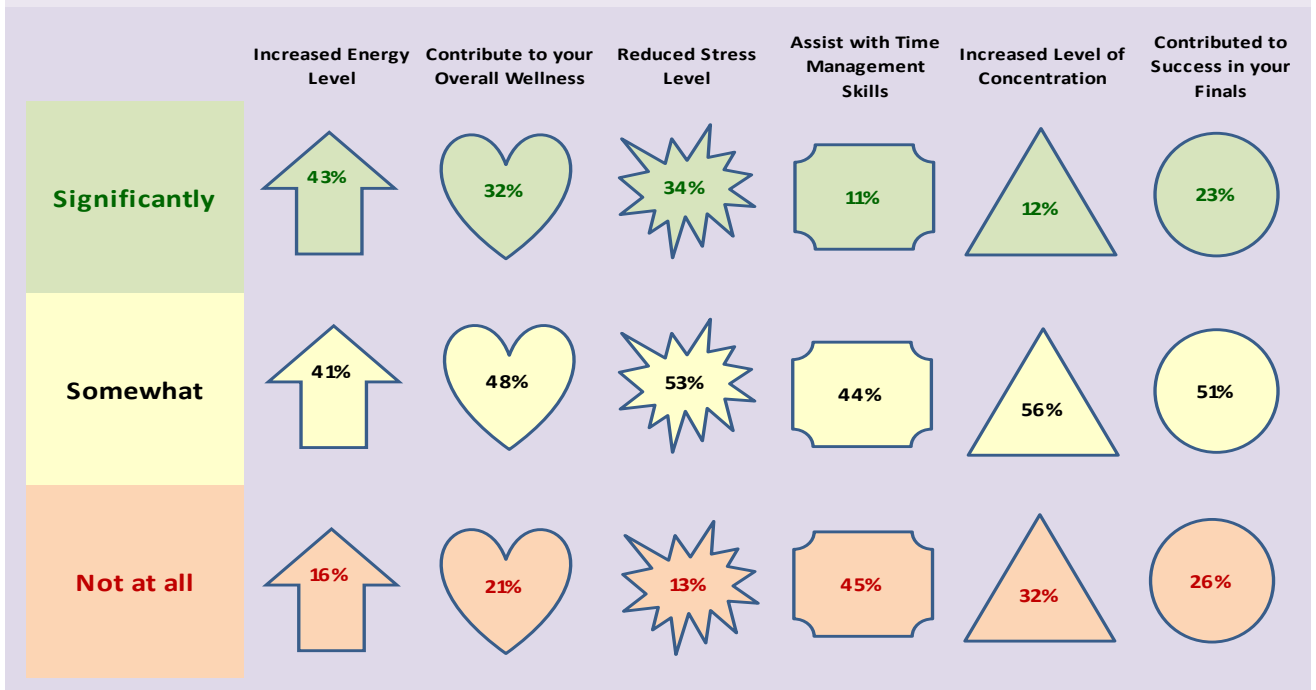 Increased Energy
Level
Contribute to your
Overall Wellness
Reduced Stress
Level
Assist with Time
Management
Skills
Increased Level of
Concentration
Contributed to
Success in your
Finals
Significantly
43%
32%
34%
11%
12%
23%
Somewhat
41%
48%
53%
44%
56%
51%
Not at all
16%
21%
13%
45%
32%
26%